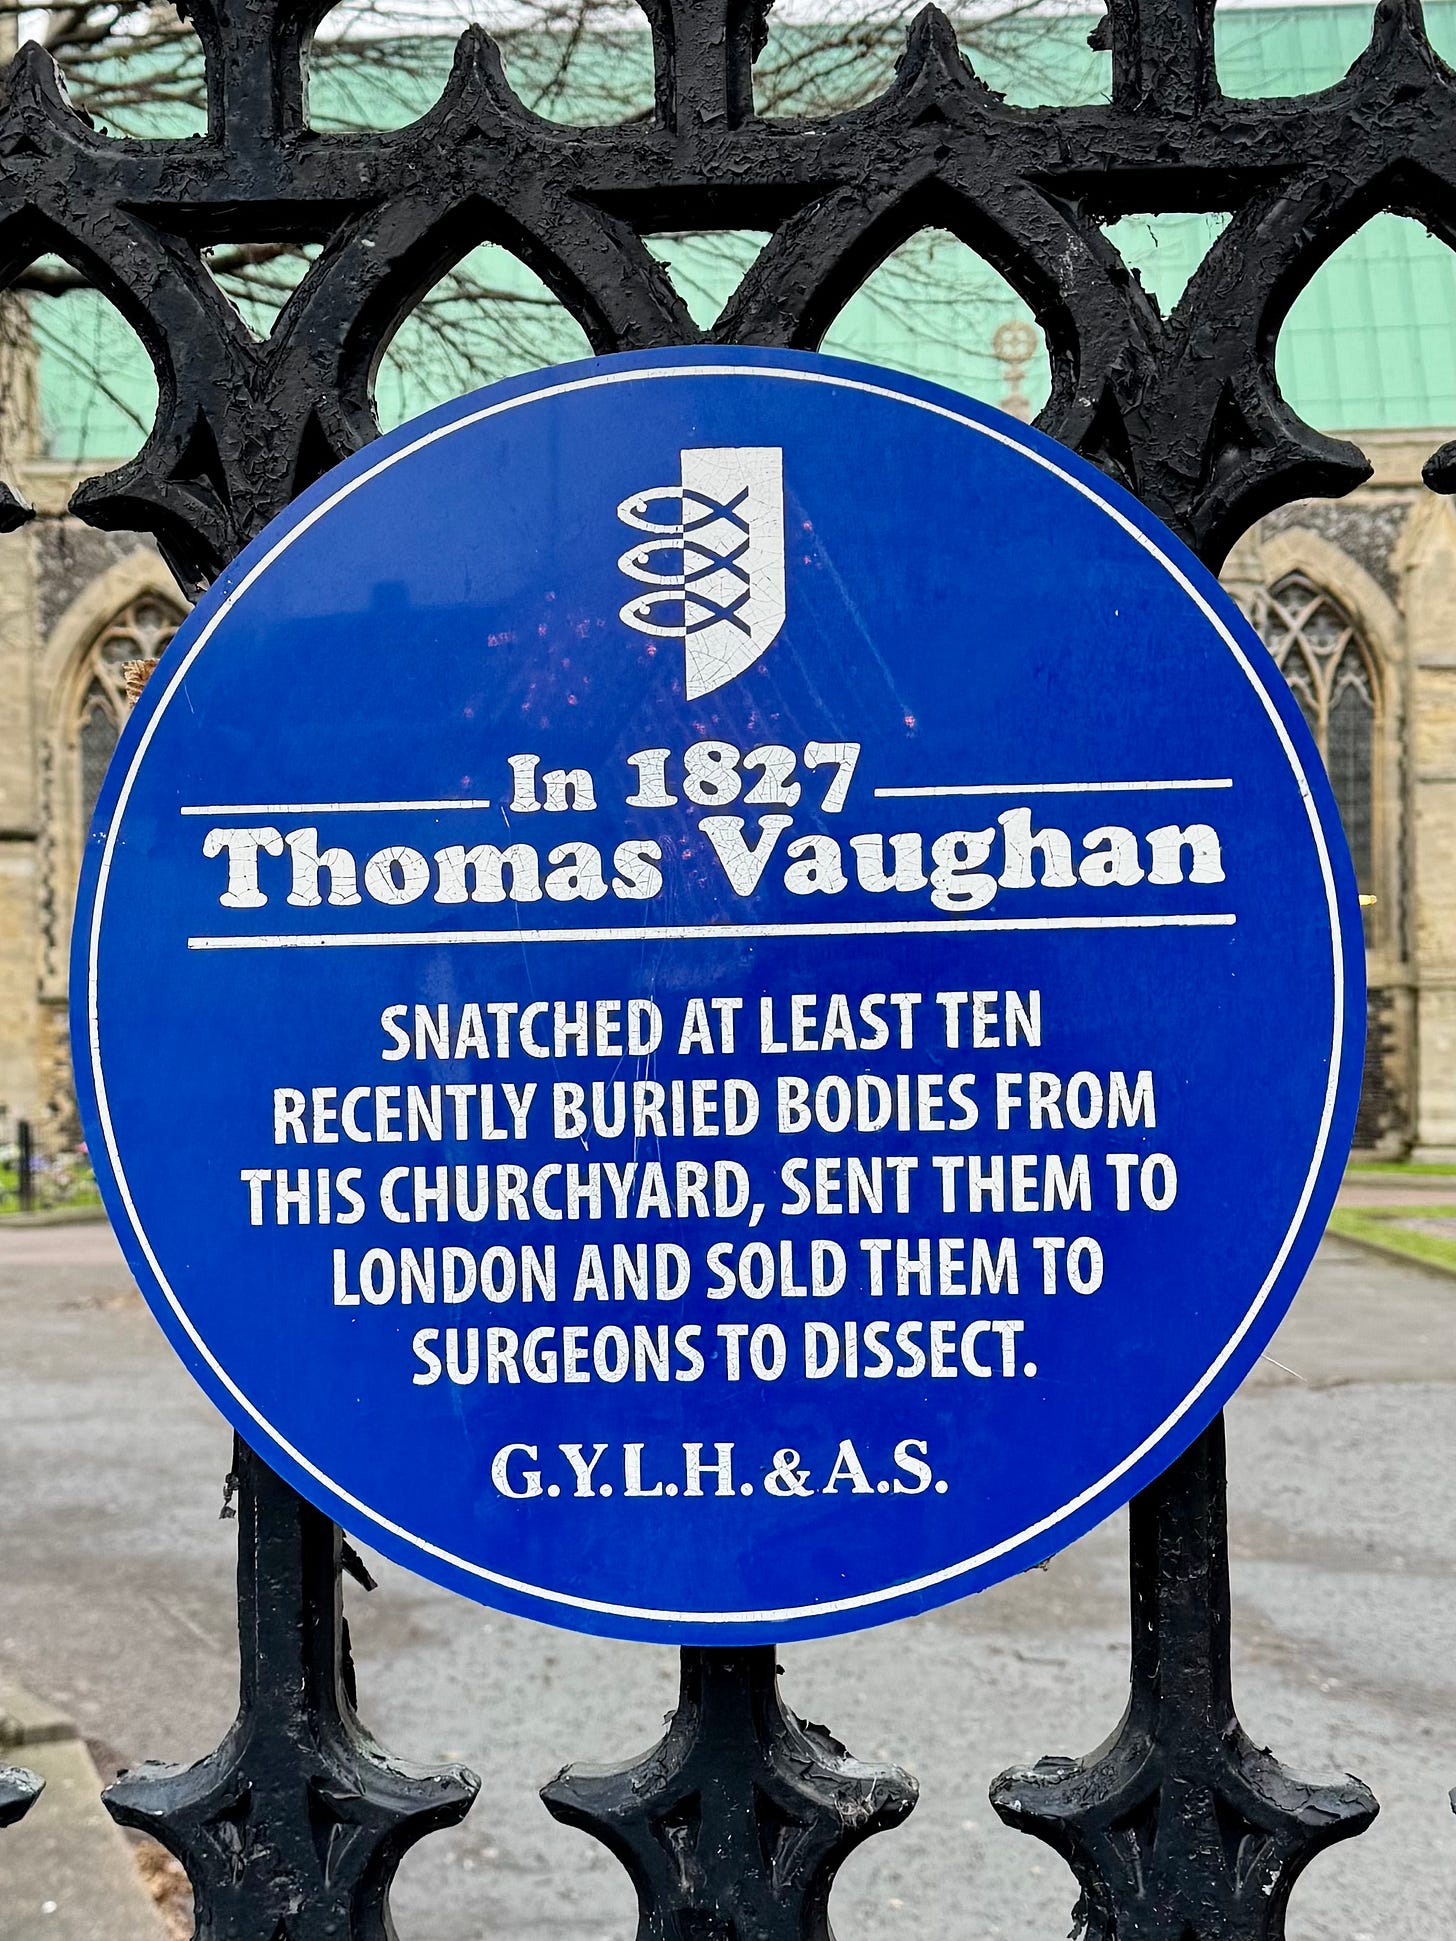 In 1827
Thomas Vaughan
SNATCHED AT LEAST TEN
RECENTLY BURIED BODIES FROM
THIS CHURCHYARD, SENT THEM TO
LONDON AND SOLD THEM TO
SURGEONS TO DISSECT.
G.Y.L.H.&A.S.